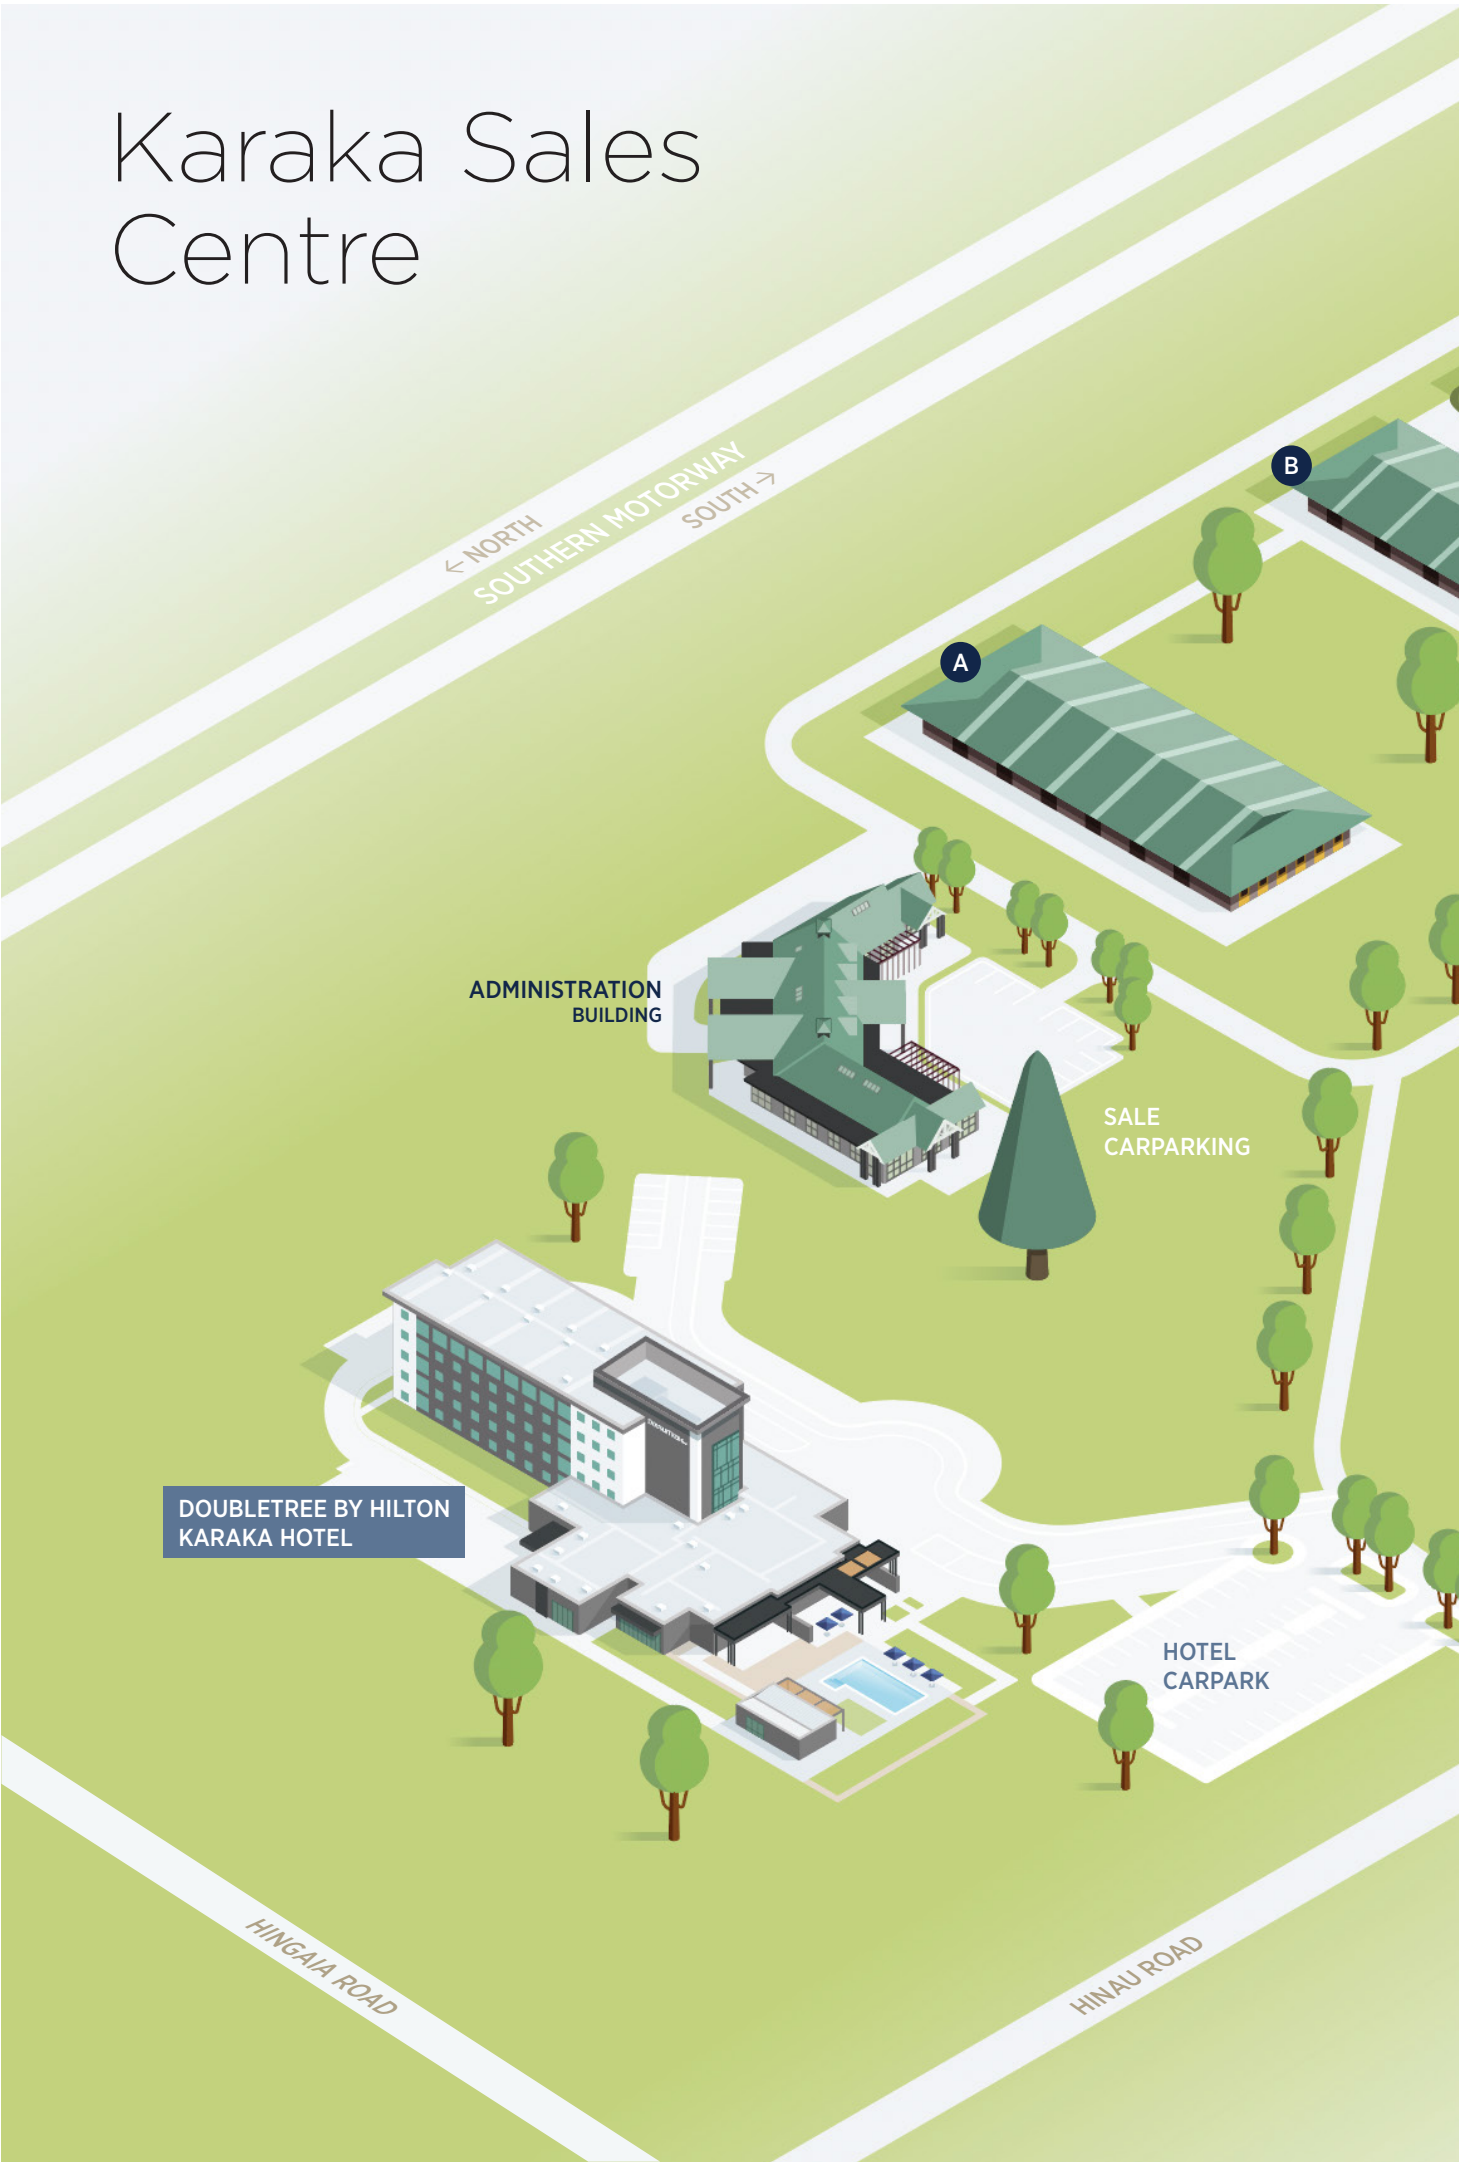 Karaka Sales
Centre
← NORTH
SOUTHERN MOTORWAY
SOUTH →
B
A
ADMINISTRATION
BUILDING
SALE
CARPARKING
DOUBLETREE BY HILTON
KARAKA HOTEL
HOTEL
CARPARK
HINGAIA ROAD
HINAU ROAD